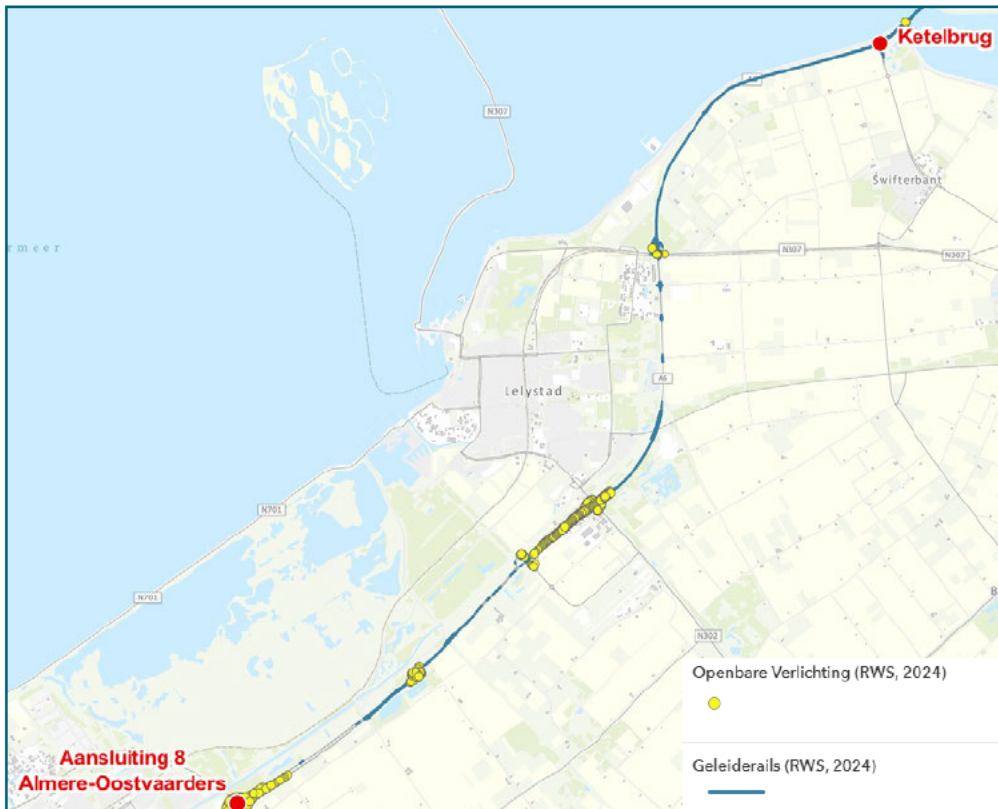 Ketelbrug
A6
N307
Swifterbant
rmeer
N307
N307
Lelystad
A6
N701
N701
N302
B
Openbare Verlichting (RWS, 2024)
Aansluiting 8
Almere-Oostvaarders
Geleiderails (RWS, 2024)